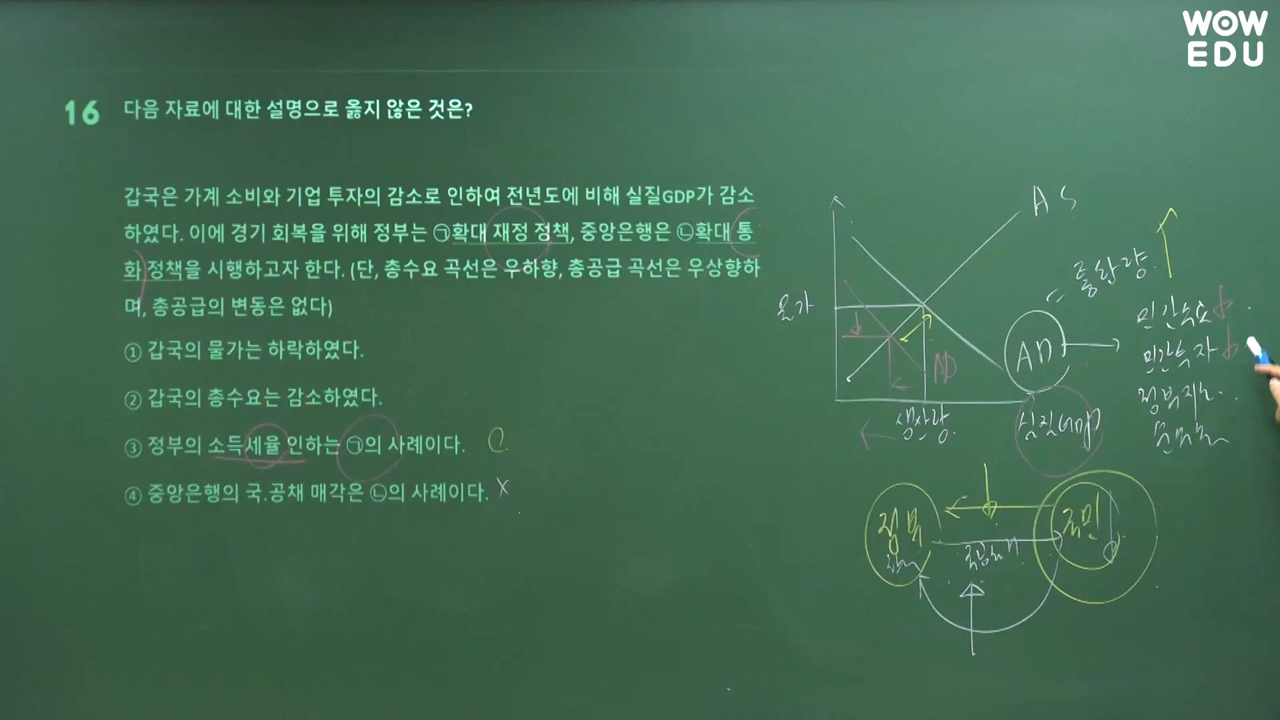 WOW
EDU
16 다음 자료에 대한 설명으로 옳지 않은 것은?
갑국은 가계 소비와 기업 투자의 감소로 인하여 전년도에 비해 실질GDP가 감소
하였다. 이에 경기 회복을 위해 정부는 ㉠확대 재정 정책, 중앙은행은 ㉡확대 통
화 정책을 시행하고자 한다. (단, 총수요 곡선은 우하향, 총공급 곡선은 우상향하
며, 총공급의 변동은 없다)
① 갑국의 물가는 하락하였다.
② 갑국의 총수요는 감소하였다.
③ 정부의 소득세율 인하는 ㉠의 사례이다.
④ 중앙은행의 국.공채 매각은 ㉡의 사례이다. X
AS
통화량
물가
민간
AD
민간투자
AD
생산량
실질GDP
정부
국민